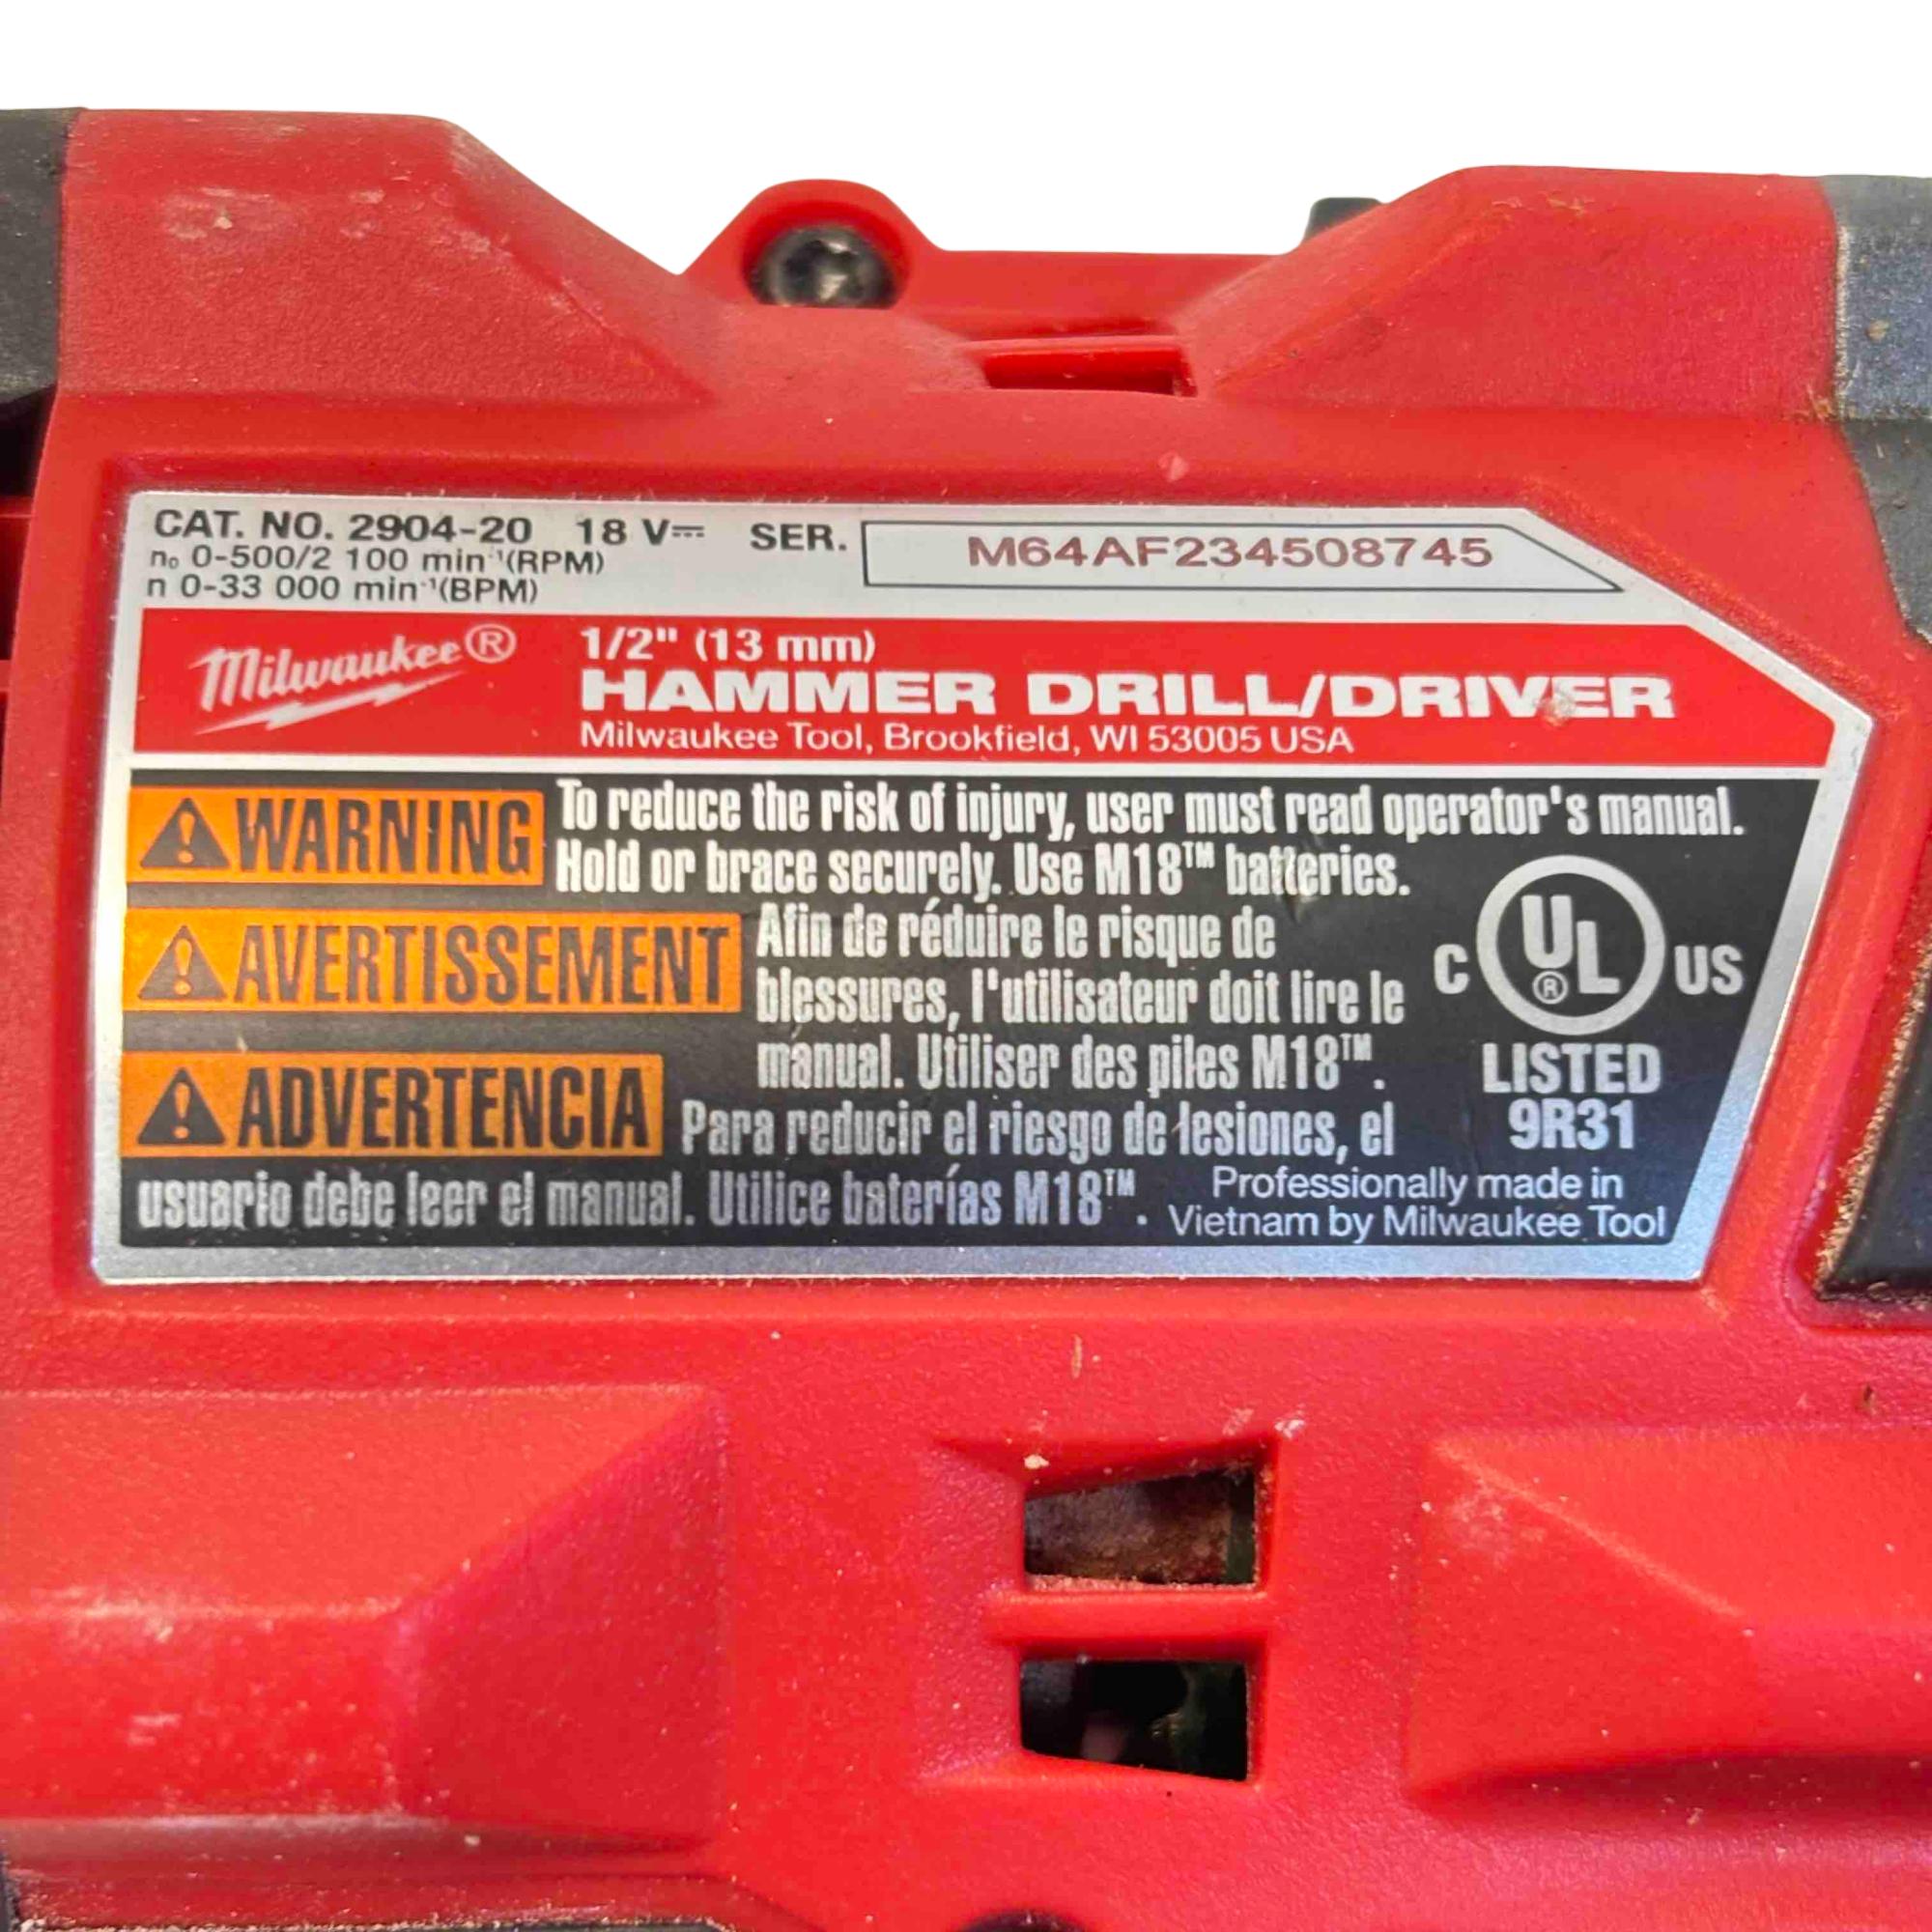 CAT. NO. 2904-20 18 V⎓ SER. M64AF234508745
n₀ 0-500/2 100 min⁻¹(RPM)
n 0-33 000 min⁻¹(BPM)
Milwaukee®
1/2" (13 mm)
HAMMER DRILL/DRIVER
Milwaukee Tool, Brookfield, WI 53005 USA
⚠WARNING To reduce the risk of injury, user must read operator's manual.
Hold or brace securely. Use M18™ batteries.
⚠AVERTISSEMENT Afin de réduire le risque de
blessures, l'utilisateur doit lire le
manual. Utiliser des piles M18™.
⚠ADVERTENCIA Para reducir el riesgo de lesiones, el
usuario debe leer el manual. Utilice baterías M18™.
C UL® US
LISTED
9R31
Professionally made in
Vietnam by Milwaukee Tool